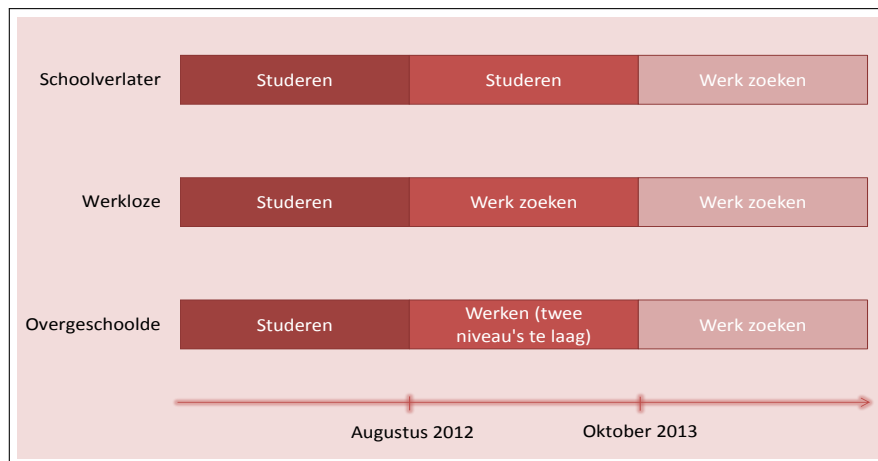 Schoolverlater Studeren Studeren Werk zoeken
Werkloze Studeren Werk zoeken Werk zoeken
Overgeschoolde Studeren Werken (twee niveau's te laag) Werk zoeken
Augustus 2012 Oktober 2013